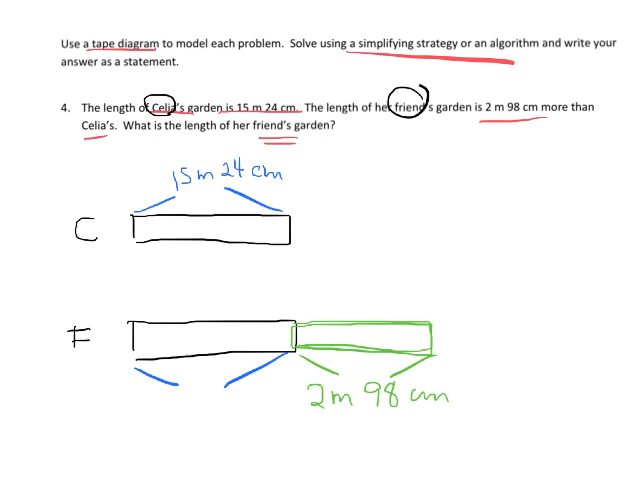 Use a tape diagram to model each problem. Solve using a simplifying strategy or an algorithm and write your
answer as a statement.
4. The length of Celia's garden is 15 m 24 cm. The length of her friend's garden is 2 m 98 cm more than
Celia's. What is the length of her friend's garden?
15m 24 cm
C
F
2m 98 cm